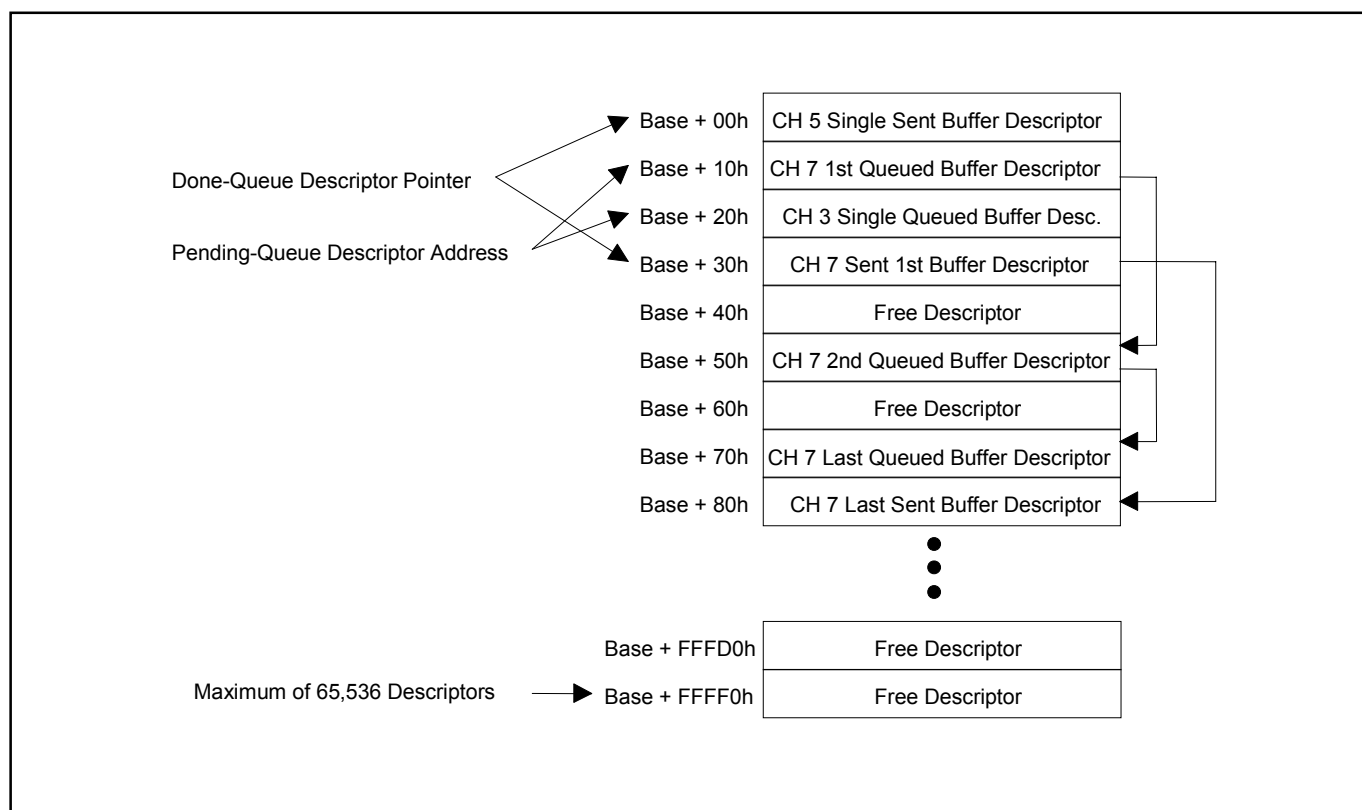 Base + 00h CH 5 Single Sent Buffer Descriptor
Done-Queue Descriptor Pointer
Base + 10h CH 7 1st Queued Buffer Descriptor
Base + 20h CH 3 Single Queued Buffer Desc.
Pending-Queue Descriptor Address
Base + 30h CH 7 Sent 1st Buffer Descriptor
Base + 40h Free Descriptor
Base + 50h CH 7 2nd Queued Buffer Descriptor
Base + 60h Free Descriptor
Base + 70h CH 7 Last Queued Buffer Descriptor
Base + 80h CH 7 Last Sent Buffer Descriptor
Base + FFFD0h Free Descriptor
Maximum of 65,536 Descriptors
Base + FFFF0h Free Descriptor